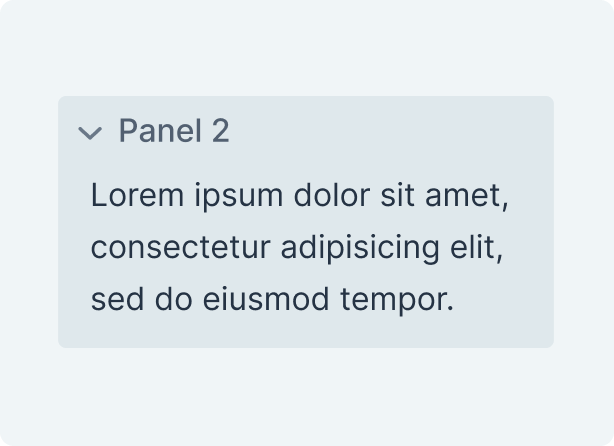 Panel 2
Lorem ipsum dolor sit amet,
consectetur adipisicing elit,
sed do eiusmod tempor.